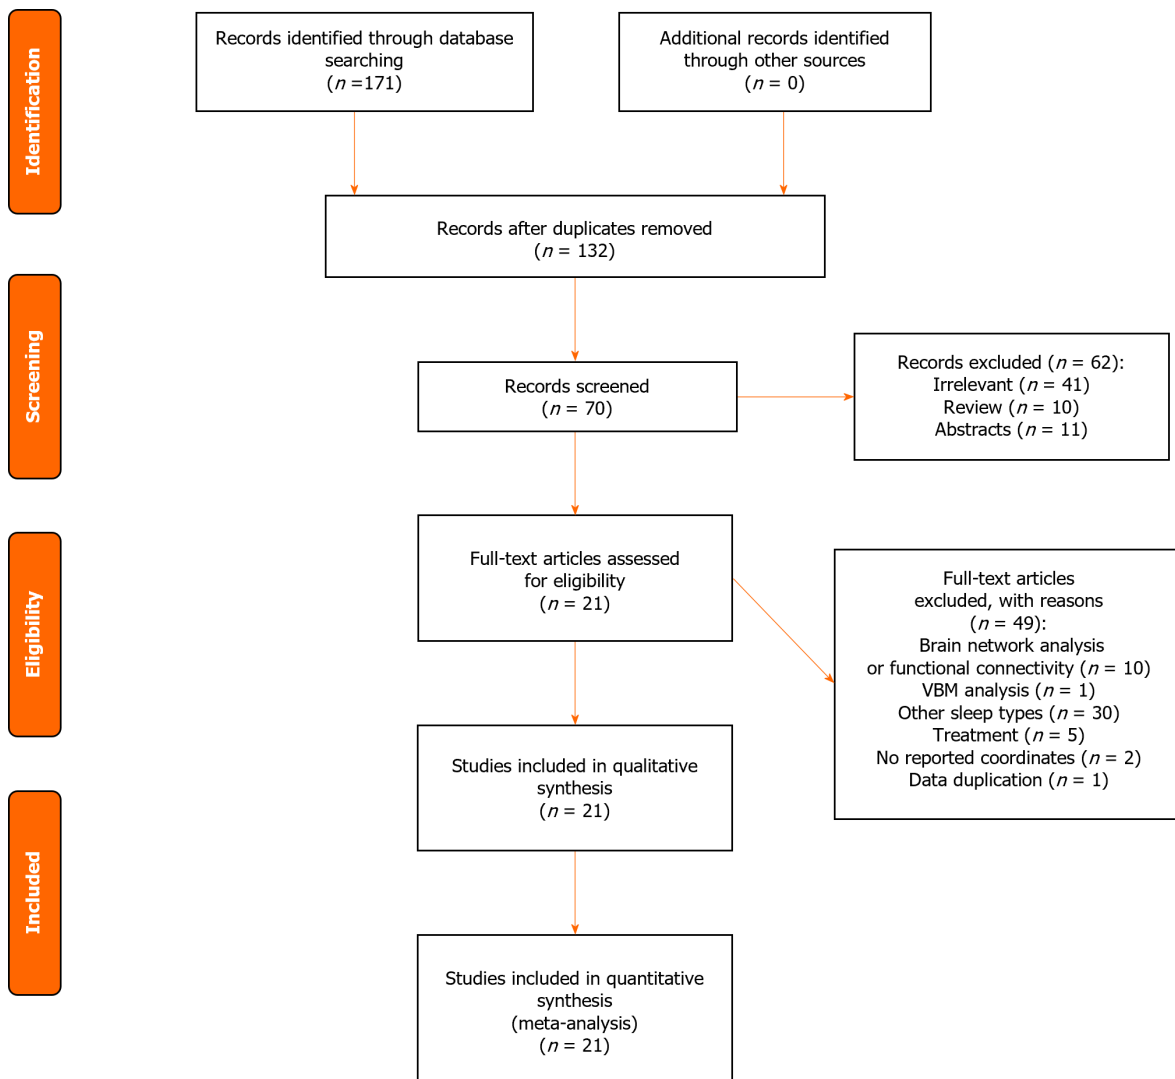 Identification
Records identified through database
searching
(n =171)
Additional records identified
through other sources
(n = 0)
Records after duplicates removed
(n = 132)
Screening
Records screened
(n = 70)
Records excluded (n = 62):
Irrelevant (n = 41)
Review (n = 10)
Abstracts (n = 11)
Eligibility
Full-text articles assessed
for eligibility
(n = 21)
Full-text articles
excluded, with reasons
(n = 49):
Brain network analysis
or functional connectivity (n = 10)
VBM analysis (n = 1)
Other sleep types (n = 30)
Treatment (n = 5)
No reported coordinates (n = 2)
Data duplication (n = 1)
Studies included in qualitative
synthesis
(n = 21)
Included
Studies included in quantitative
synthesis
(meta-analysis)
(n = 21)